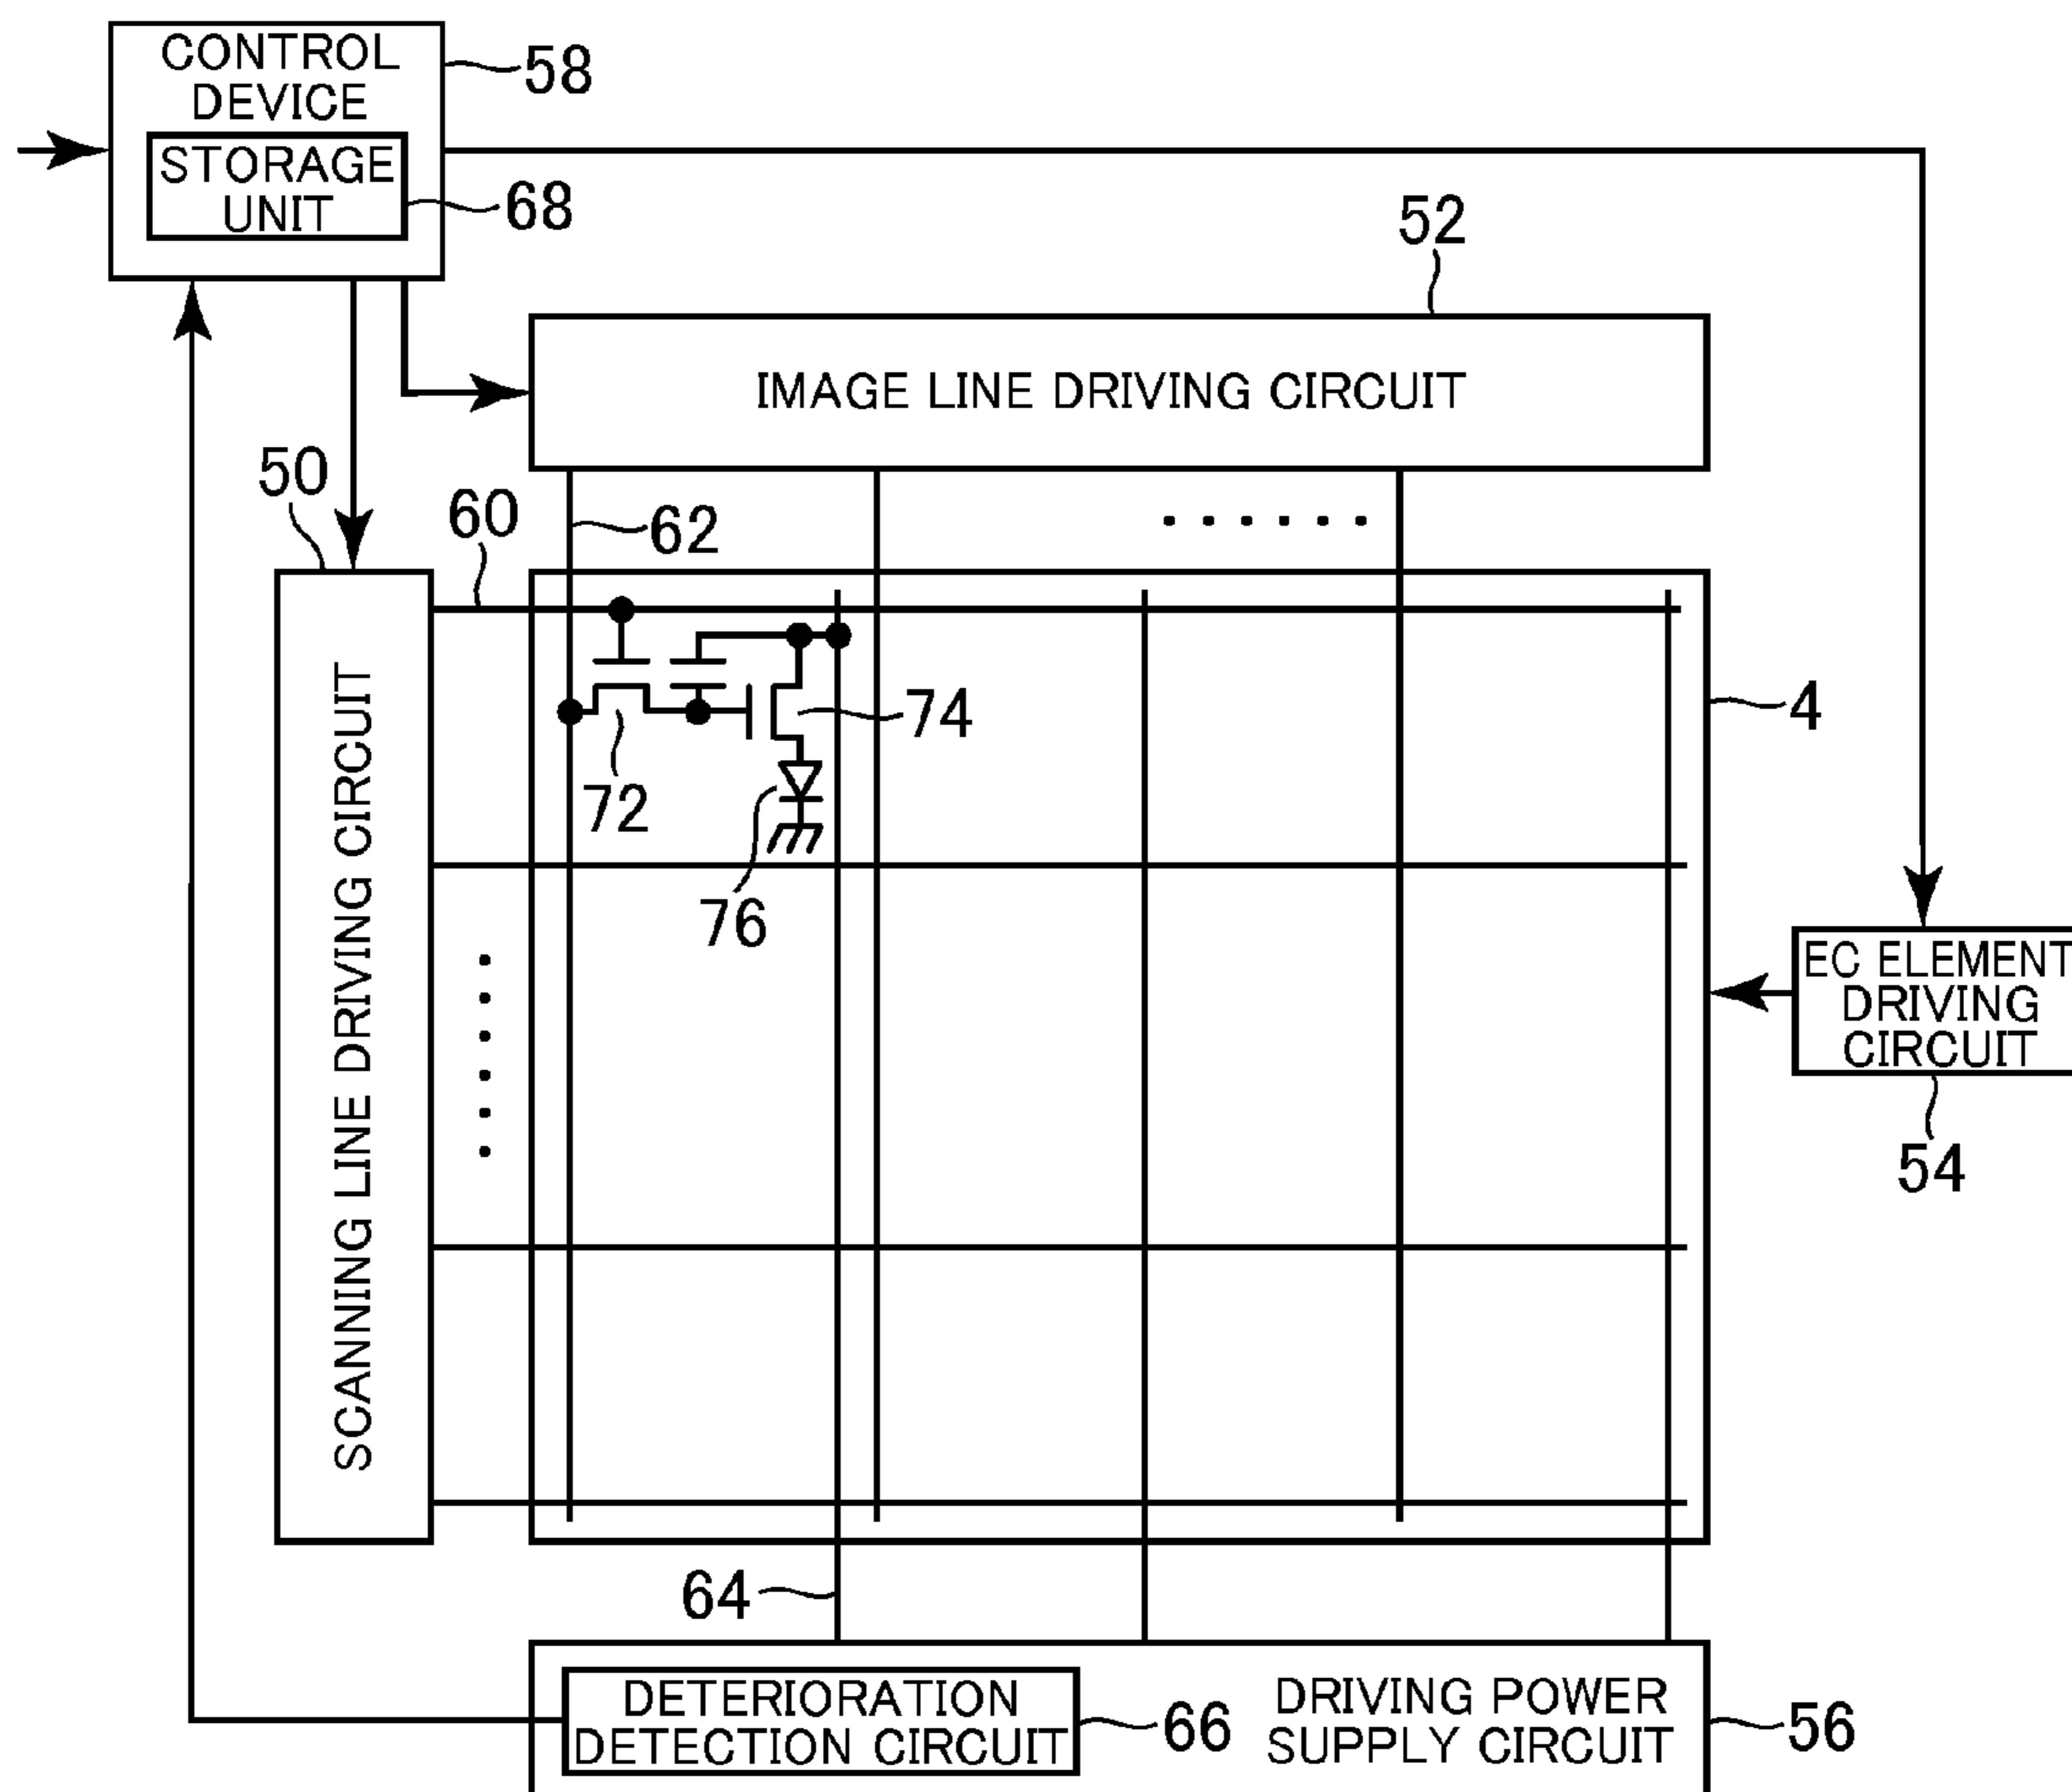 CONTROL
DEVICE
58
STORAGE
UNIT
68
52
IMAGE LINE DRIVING CIRCUIT
50
60
62
SCANNING LINE DRIVING CIRCUIT
74
4
72
76
EC ELEMENT
DRIVING
CIRCUIT
54
64
DETERIORATION
DETECTION CIRCUIT
66
DRIVING POWER
SUPPLY CIRCUIT
56